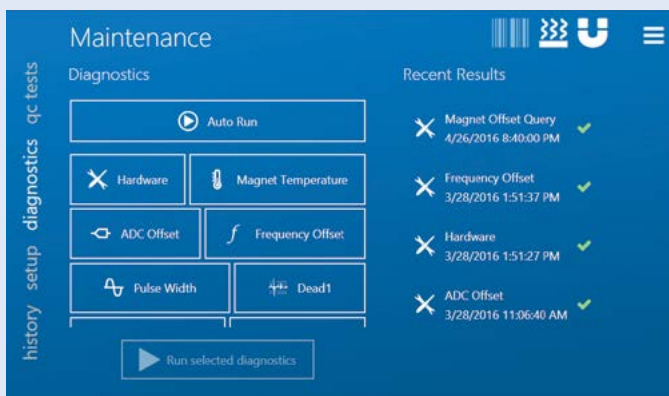 Maintenance
qc tests
diagnostics
setup
history
Diagnostics
Auto Run
Hardware
Magnet Temperature
ADC Offset
Frequency Offset
Pulse Width
Dead1
Run selected diagnostics
Recent Results
Magnet Offset Query
4/26/2016 8:40:00 PM
Frequency Offset
3/28/2016 1:51:37 PM
Hardware
3/28/2016 1:51:27 PM
ADC Offset
3/28/2016 11:06:40 AM